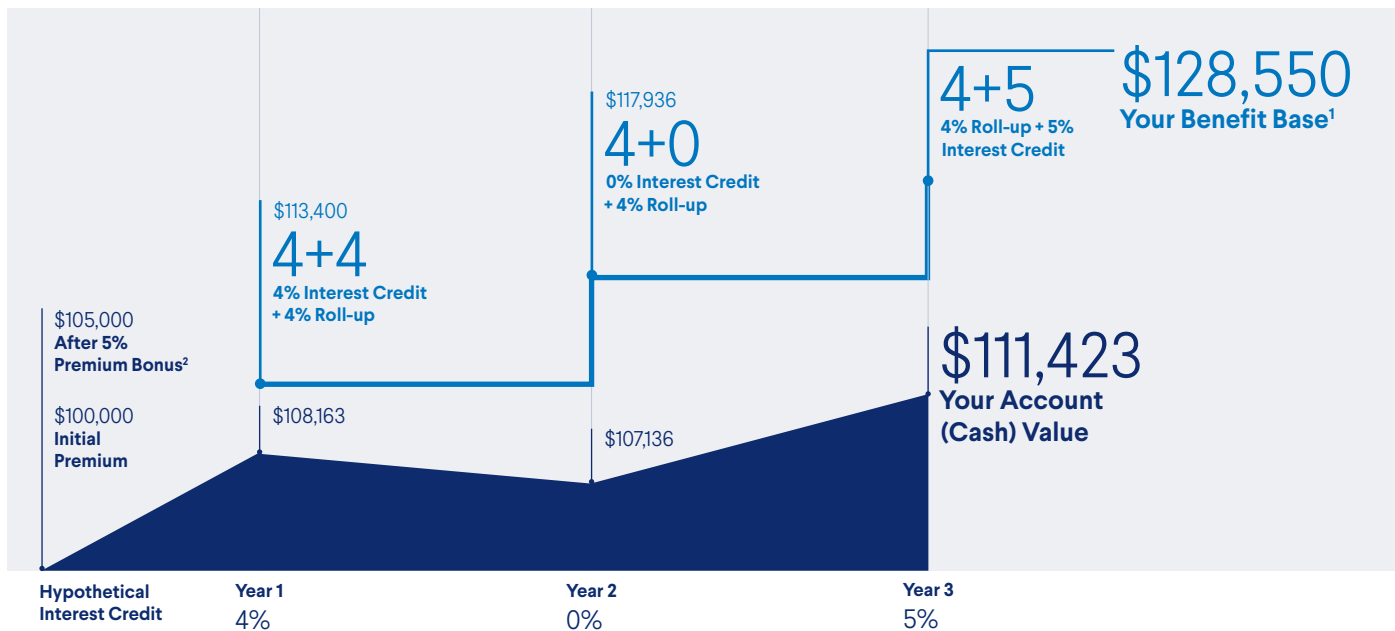 $128,550
Your Benefit Base¹
4+5
4% Roll-up + 5%
Interest Credit
$117,936
4+0
0% Interest Credit
+ 4% Roll-up
$113,400
4+4
4% Interest Credit
+ 4% Roll-up
$105,000
After 5%
Premium Bonus²
$100,000
Initial
Premium
$108,163
$107,136
$111,423
Your Account
(Cash) Value
Hypothetical
Interest Credit
Year 1
4%
Year 2
0%
Year 3
5%